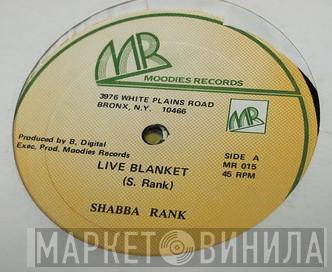 MR
MOODIES RECORDS
3976 WHITE PLAINS ROAD
BRONX, N.Y. 10466
MR
Produced by B, Digital
Exec. Prod. Moodies Records
SIDE A
MR 015
45 RPM
LIVE BLANKET
(S. Rank)
SHABBA RANK
МАРКЕТ ВИНИЛА